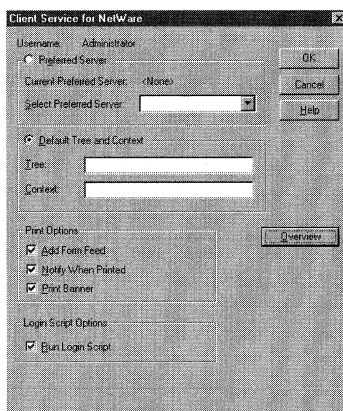 Client Service for NetWare
Username: Administrator
Preferred Server
OK
Current Preferred Server: <None>
Cancel
Select Preferred Server:
Help
Default Tree and Context
Tree:
Context:
Print Options
Add Form Feed
Overview
Notify When Printed
Print Banner
Login Script Options
Run Login Script